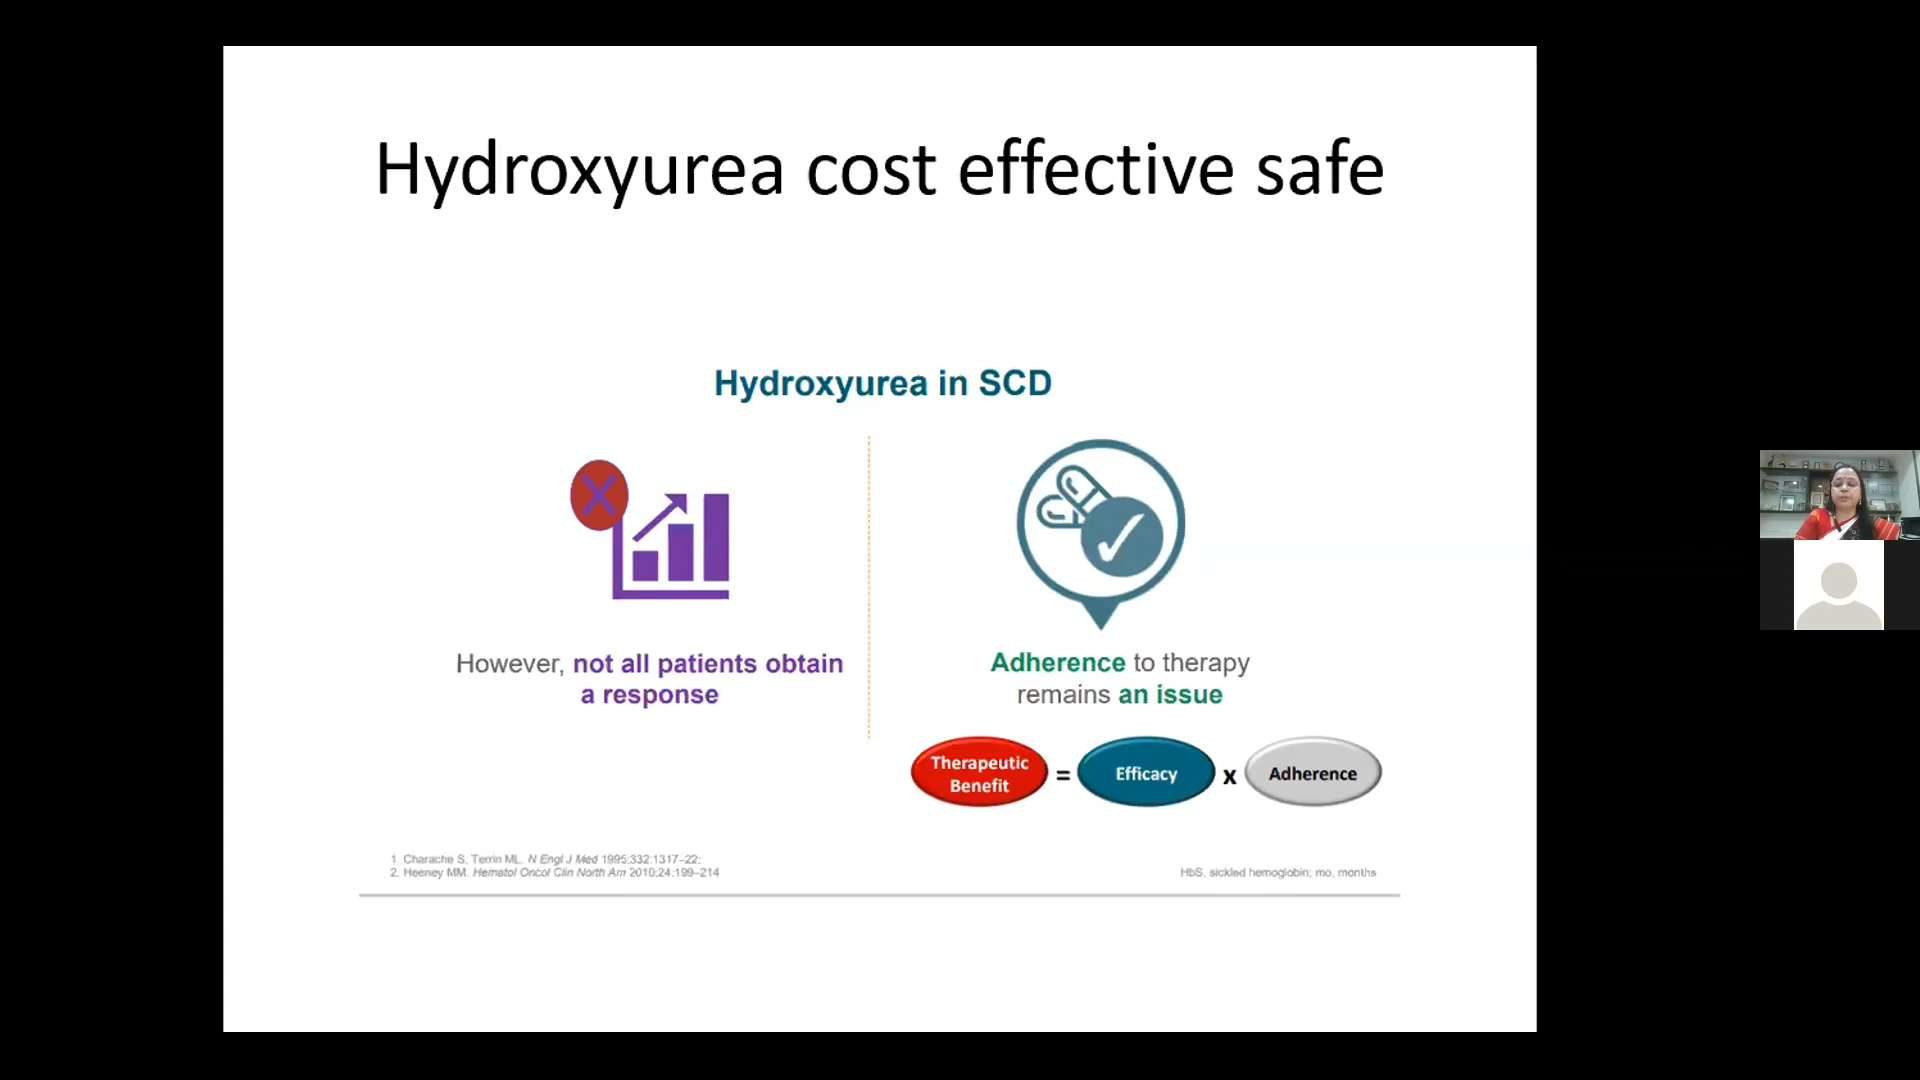 Hydroxyurea cost effective safe
Hydroxyurea in SCD
However, not all patients obtain
a response
Adherence to therapy
remains an issue
Therapeutic
Benefit
=
Efficacy
x
Adherence
1 Charache S, Terrin ML. N Engl J Med 1995;332:1317–22;
2. Heeney MM. Hematol Oncol Clin North Am 2010;24:199–214
HbS, sickled hemoglobin; mo, months